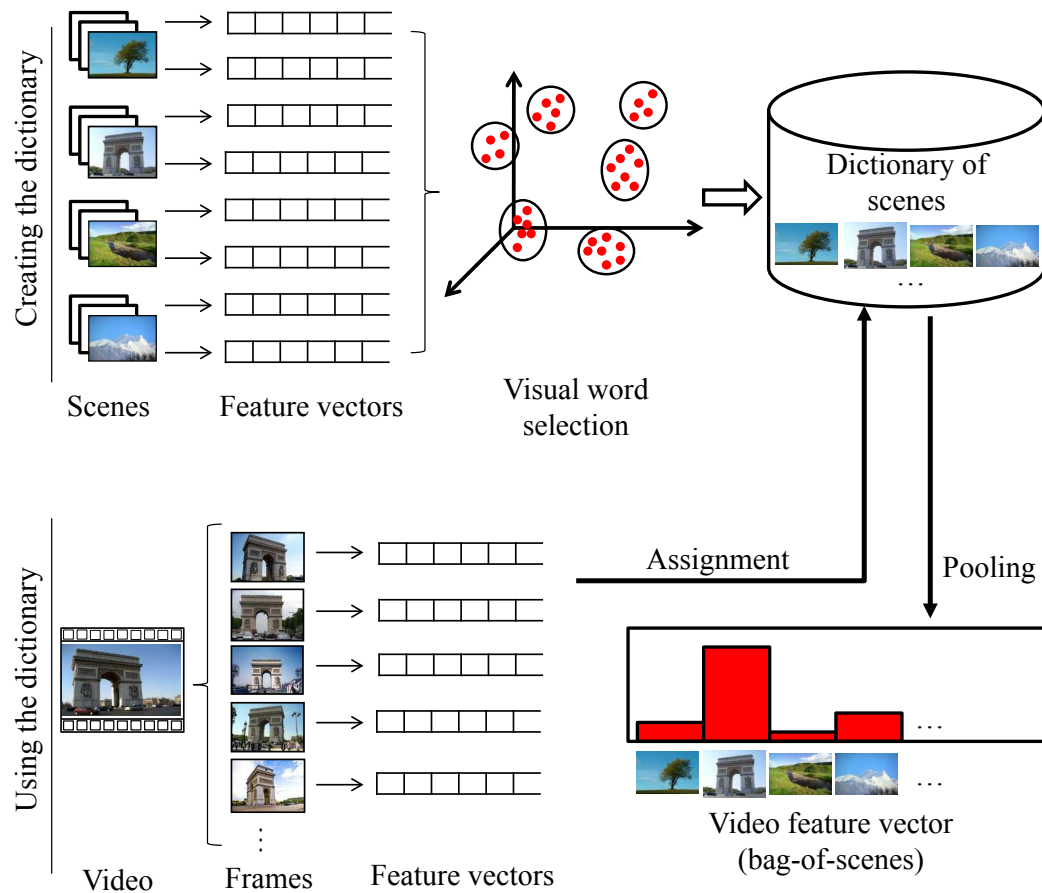 Creating the dictionary
Scenes
Feature vectors
Visual word
selection
Dictionary of
scenes
...
Using the dictionary
Video
Frames
...
Feature vectors
Assignment
Pooling
...
...
Video feature vector
(bag-of-scenes)